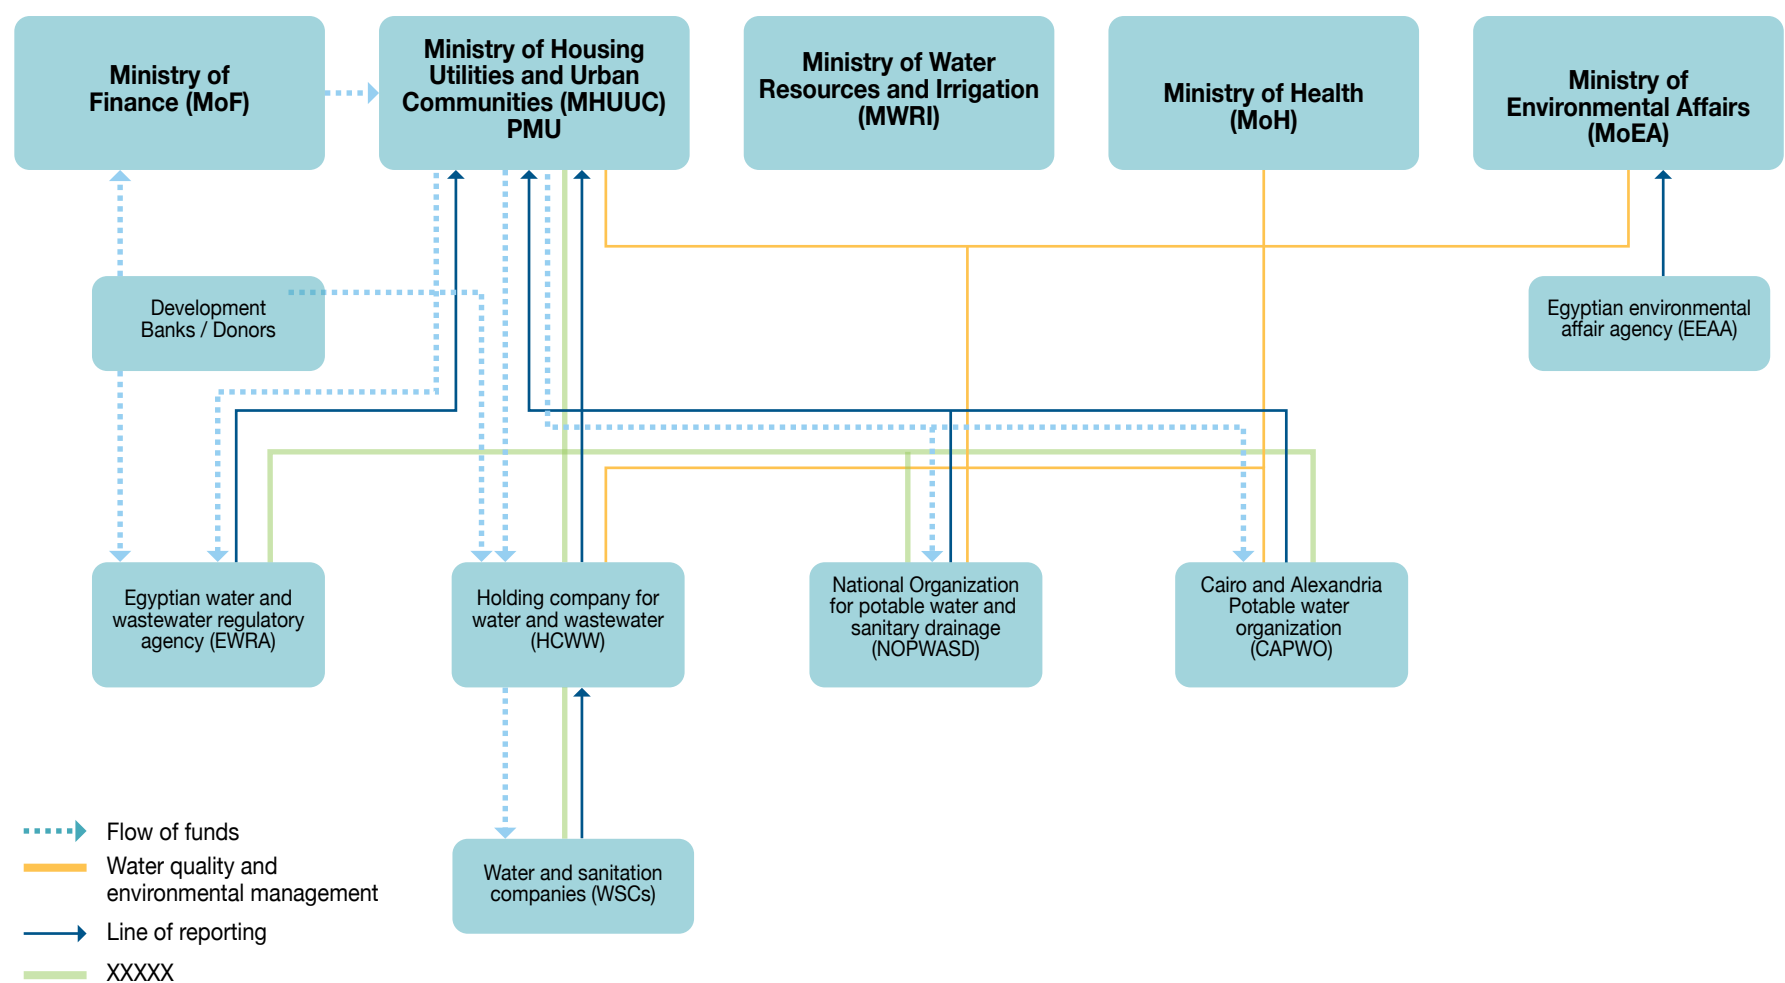 Ministry of
Finance (MoF)
Ministry of Housing
Utilities and Urban
Communities (MHUUC)
PMU
Ministry of Water
Resources and Irrigation
(MWRI)
Ministry of Health
(MoH)
Ministry of
Environmental Affairs
(MoEA)
Development
Banks / Donors
Egyptian environmental
affair agency (EEAA)
Egyptian water and
wastewater regulatory
agency (EWRA)
Holding company for
water and wastewater
(HCWW)
National Organization
for potable water and
sanitary drainage
(NOPWASD)
Cairo and Alexandria
Potable water
organization
(CAPWO)
Water and sanitation
companies (WSCs)
Flow of funds
Water quality and
environmental management
Line of reporting
XXXXX